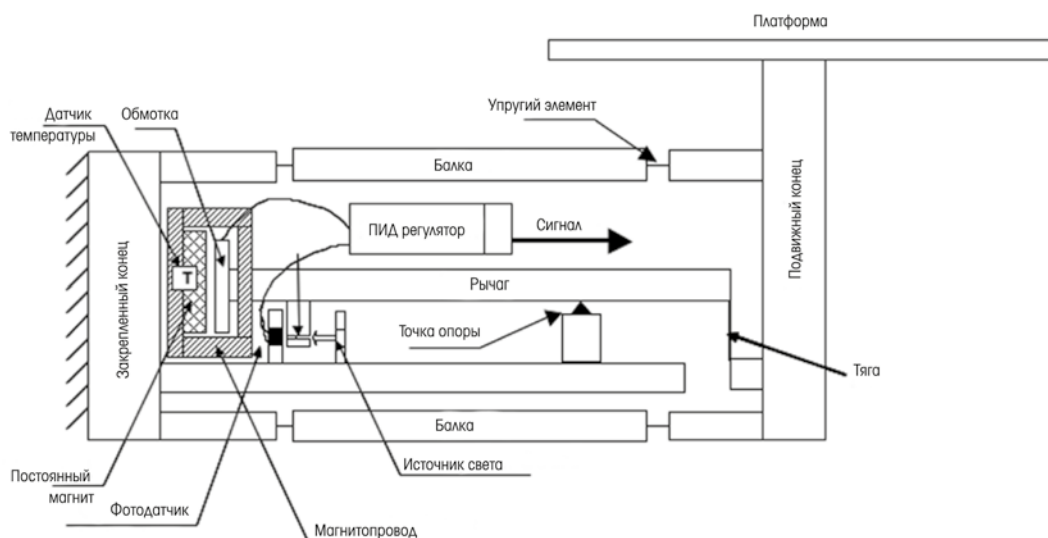 Платформа
Упругий элемент
Датчик
температуры
Обмотка
Балка
ПИД регулятор
Сигнал
Подвижный конец
Закрепленный конец
T
Рычаг
Точка опоры
Тяга
Балка
Источник света
Постоянный
магнит
Фотодатчик
Магнитопровод